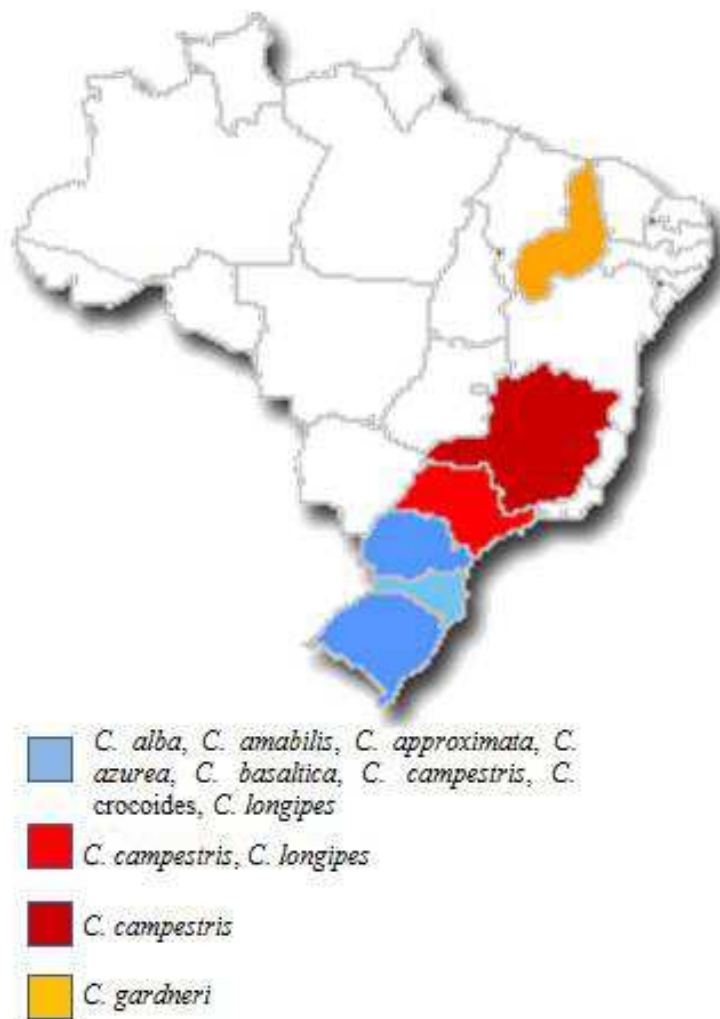 C. alba, C. amabilis, C. approximata, C.
azurea, C. basaltica, C. campestris, C.
crocoides, C. longipes
C. campestris, C. longipes
C. campestris
C. gardneri